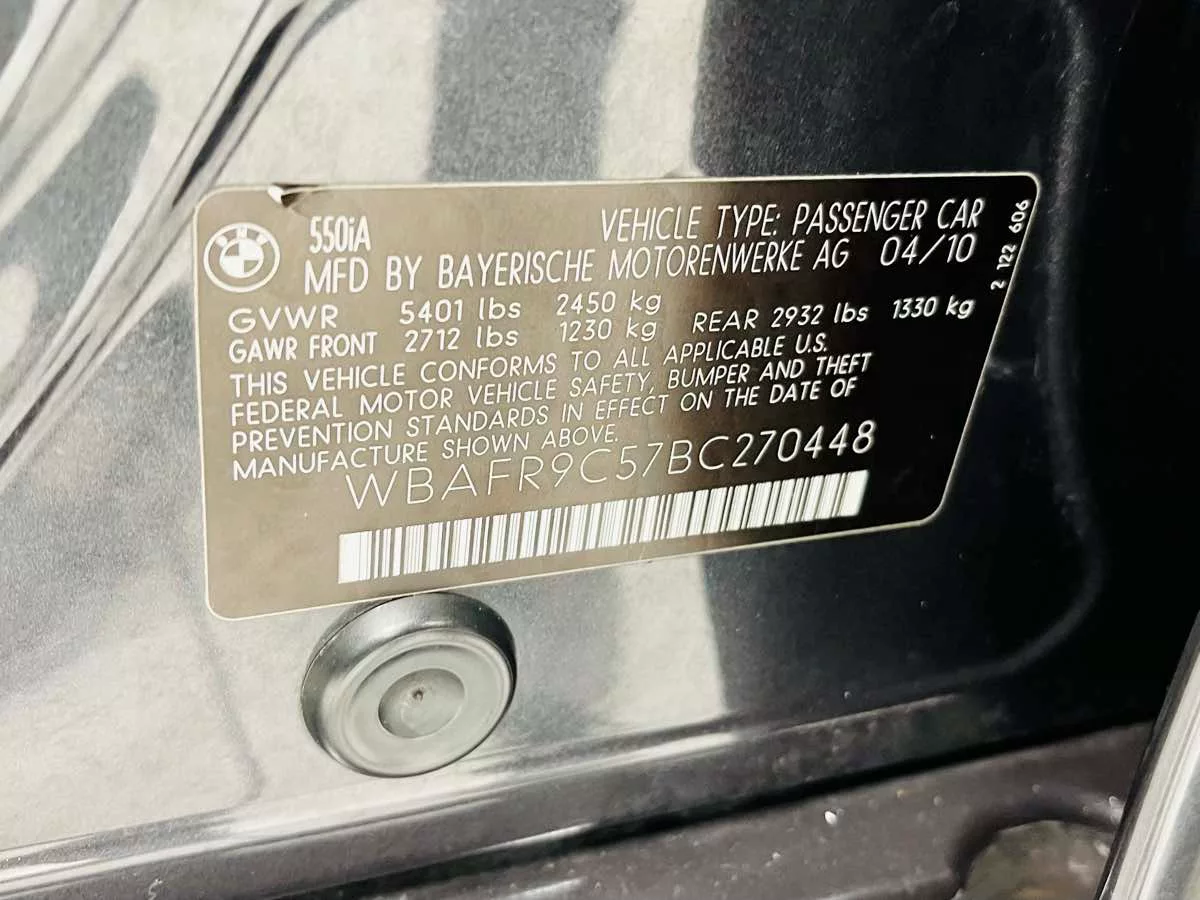 BMW
550iA
VEHICLE TYPE: PASSENGER CAR
MFD BY BAYERISCHE MOTORENWERKE AG 04/10
GVWR 5401 lbs 2450 kg
GAWR FRONT 2712 lbs 1230 kg REAR 2932 lbs 1330 kg
THIS VEHICLE CONFORMS TO ALL APPLICABLE U.S.
FEDERAL MOTOR VEHICLE SAFETY, BUMPER AND THEFT
PREVENTION STANDARDS IN EFFECT ON THE DATE OF
MANUFACTURE SHOWN ABOVE.
WBAFR9C57BC270448
2 122 606